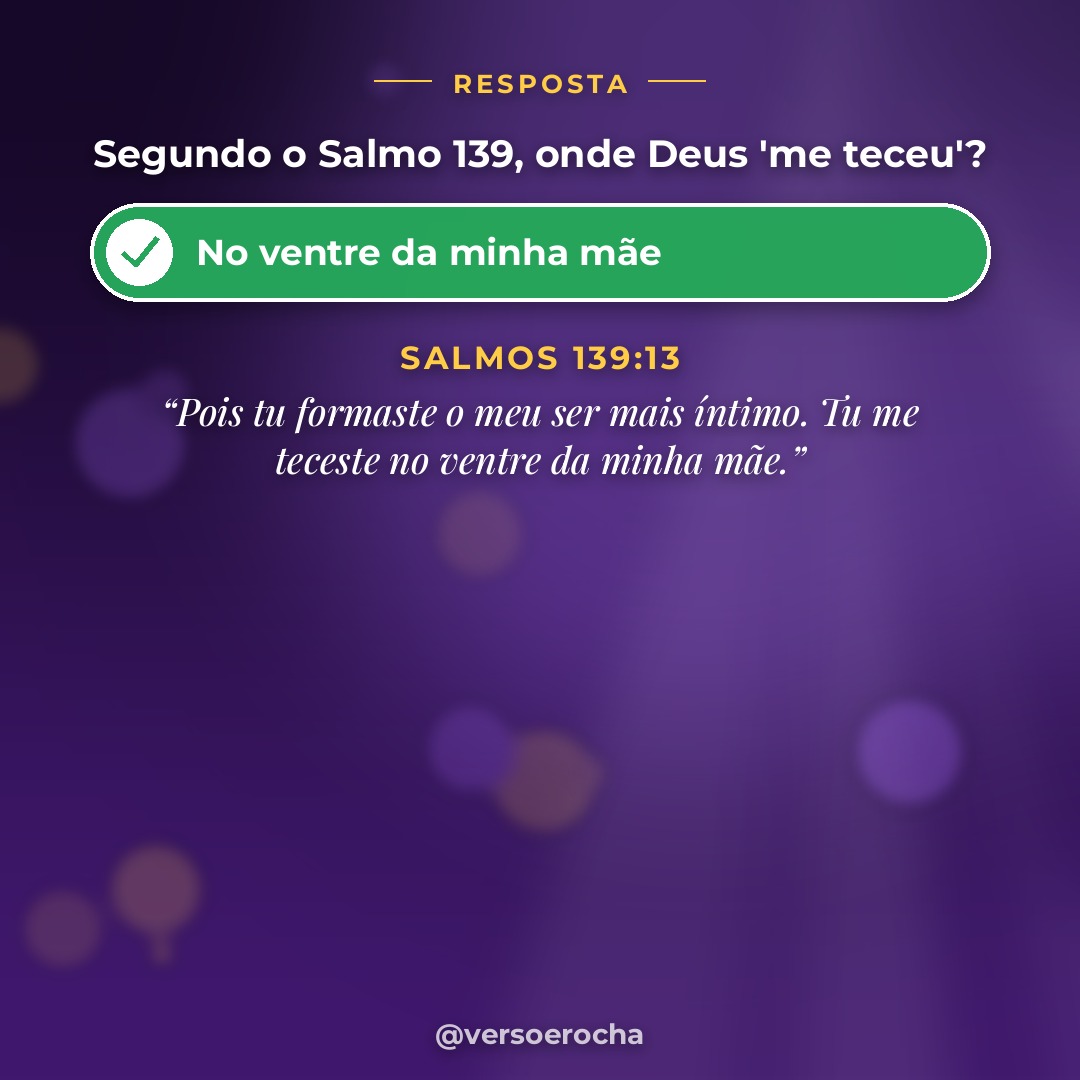 RESPOSTA
Segundo o Salmo 139, onde Deus 'me teceu'?
No ventre da minha mãe
SALMOS 139:13
“Pois tu formaste o meu ser mais íntimo. Tu me
teceste no ventre da minha mãe.”
@versoerocha